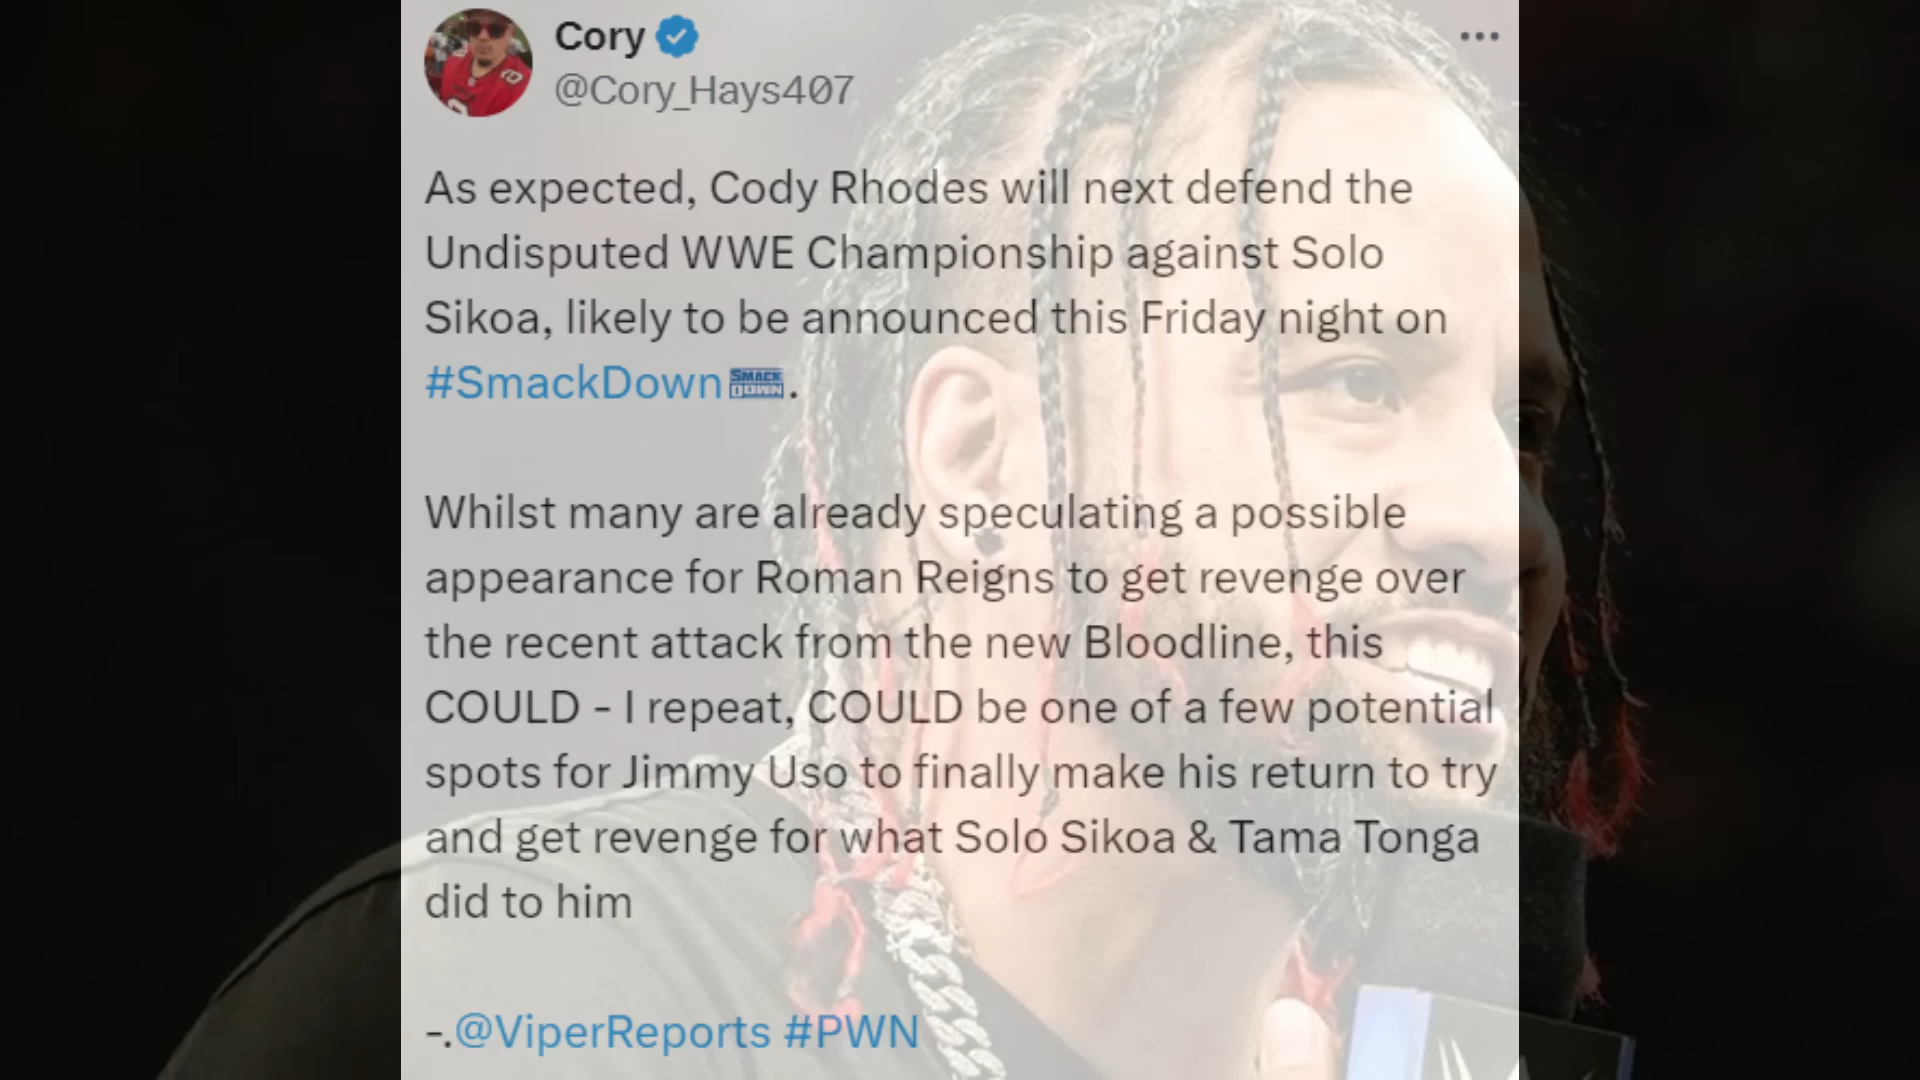 Cory
@Cory_Hays407
As expected, Cody Rhodes will next defend the
Undisputed WWE Championship against Solo
Sikoa, likely to be announced this Friday night on
#SmackDown SMACK DOWN.
Whilst many are already speculating a possible
appearance for Roman Reigns to get revenge over
the recent attack from the new Bloodline, this
COULD - I repeat, COULD be one of a few potential
spots for Jimmy Uso to finally make his return to try
and get revenge for what Solo Sikoa & Tama Tonga
did to him
-.@ViperReports #PWN